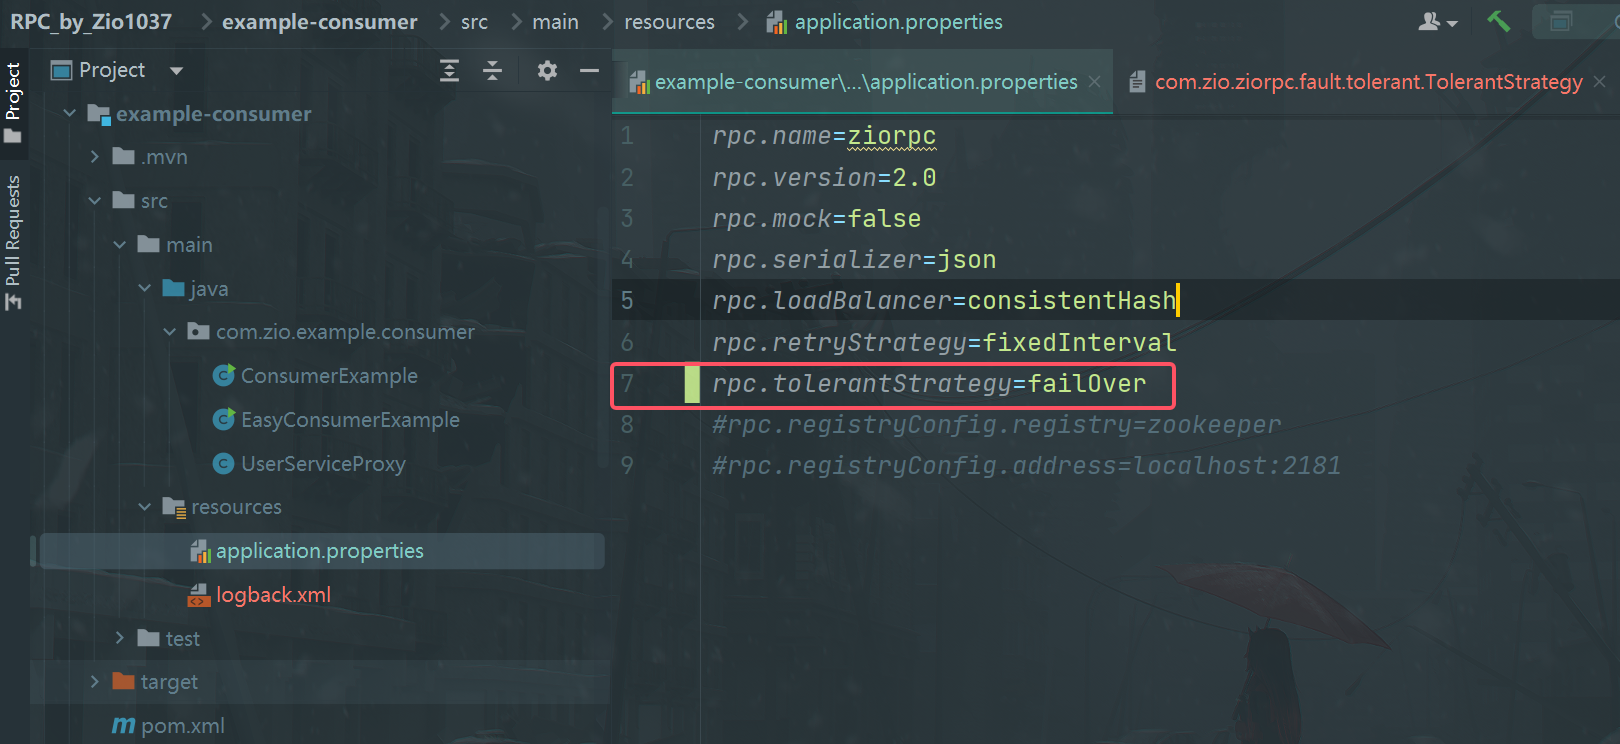 RPC_by_Zio1037 example-consumer src main resources application.properties
Project
Pull Requests
Project
example-consumer
.mvn
src
main
java
com.zio.example.consumer
ConsumerExample
EasyConsumerExample
UserServiceProxy
resources
application.properties
logback.xml
test
target
pom.xml
example-consumer\...\application.properties com.zio.ziorpc.fault.tolerant.TolerantStrategy
1 rpc.name=ziorpc
2 rpc.version=2.0
3 rpc.mock=false
4 rpc.serializer=json
5 rpc.loadBalancer=consistentHash
6 rpc.retryStrategy=fixedInterval
7 rpc.tolerantStrategy=failOver
8 #rpc.registryConfig.registry=zookeeper
9 #rpc.registryConfig.address=localhost:2181